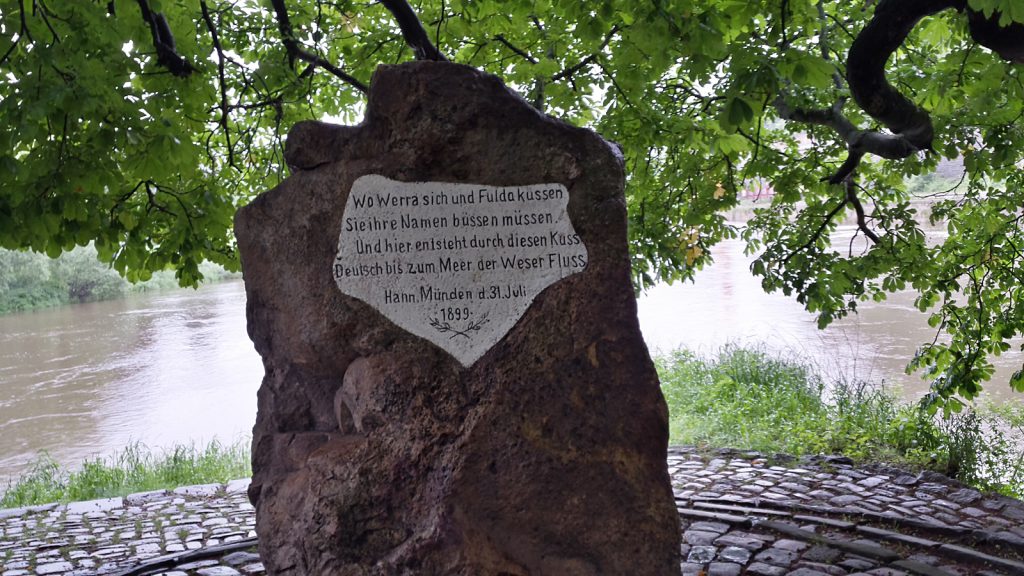 Wo Werra sich und Fulda küssen
Sie ihre Namen büssen müssen.
Und hier entsteht durch diesen Kuss
Deutsch bis zum Meer der Weser Fluss.
Hann. Münden d. 31. Juli
1899.